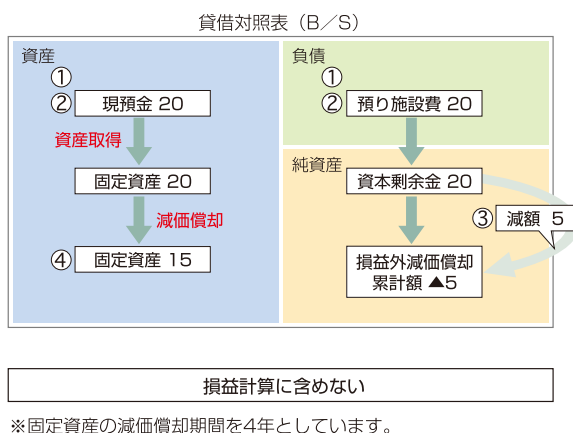 貸借対照表（B／S）
資産
①
② 現預金 20
資産取得
固定資産 20
減価償却
④ 固定資産 15
負債
①
② 預り施設費 20
純資産
資本剰余金 20
③ 減額 5
損益外減価償却
累計額 ▲5
損益計算に含めない
※固定資産の減価償却期間を4年としています。